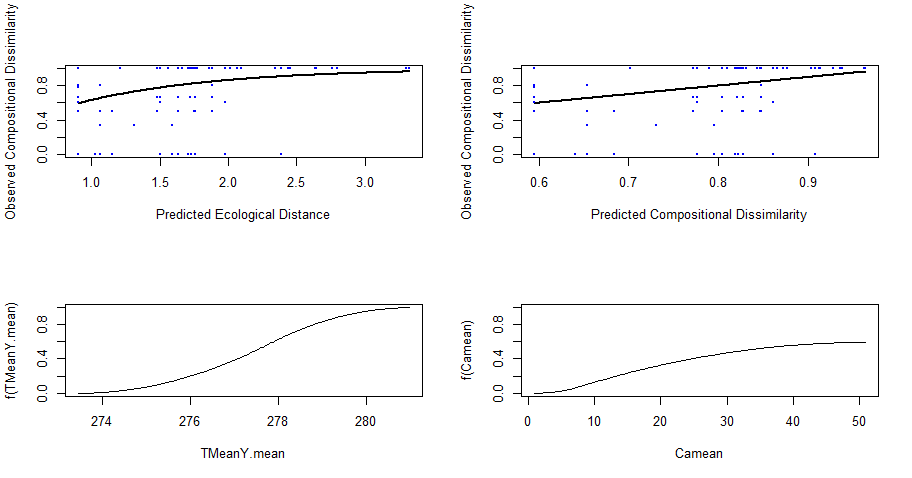 Observed Compositional Dissimilarity
0.0 0.4 0.8
1.0 1.5 2.0 2.5 3.0
Predicted Ecological Distance
Observed Compositional Dissimilarity
0.0 0.4 0.8
0.6 0.7 0.8 0.9
Predicted Compositional Dissimilarity
f(TMeanY.mean)
0.0 0.4 0.8
274 276 278 280
TMeanY.mean
f(Camean)
0.0 0.4 0.8
0 10 20 30 40 50
Camean